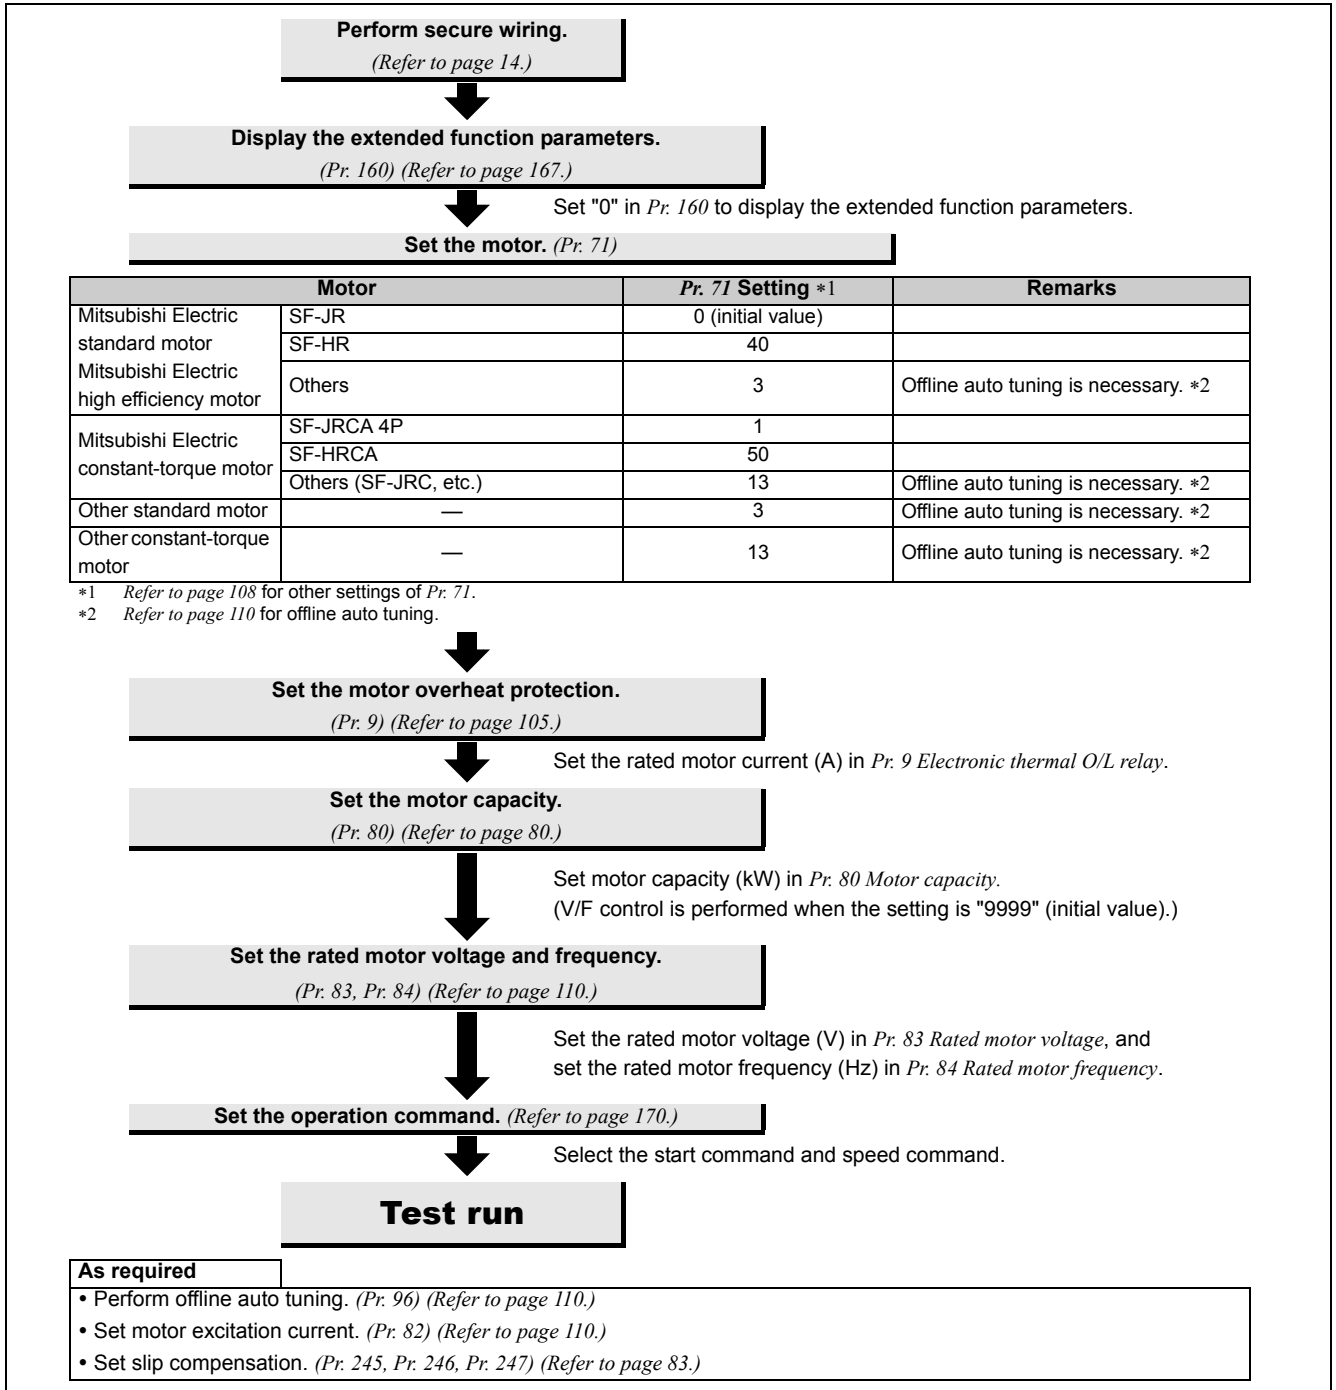 Perform secure wiring.
(Refer to page 14.)
Display the extended function parameters.
(Pr. 160) (Refer to page 167.)
Set "0" in Pr. 160 to display the extended function parameters.
Set the motor. (Pr. 71)
Motor Pr. 71 Setting *1 Remarks
Mitsubishi Electric standard motor Mitsubishi Electric high efficiency motor SF-JR 0 (initial value)
SF-HR 40
Others 3 Offline auto tuning is necessary. *2
Mitsubishi Electric constant-torque motor SF-JRCA 4P 1
SF-HRCA 50
Others (SF-JRC, etc.) 13 Offline auto tuning is necessary. *2
Other standard motor — 3 Offline auto tuning is necessary. *2
Other constant-torque motor — 13 Offline auto tuning is necessary. *2
*1 Refer to page 108 for other settings of Pr. 71.
*2 Refer to page 110 for offline auto tuning.
Set the motor overheat protection.
(Pr. 9) (Refer to page 105.)
Set the rated motor current (A) in Pr. 9 Electronic thermal O/L relay.
Set the motor capacity.
(Pr. 80) (Refer to page 80.)
Set motor capacity (kW) in Pr. 80 Motor capacity.
(V/F control is performed when the setting is "9999" (initial value).)
Set the rated motor voltage and frequency.
(Pr. 83, Pr. 84) (Refer to page 110.)
Set the rated motor voltage (V) in Pr. 83 Rated motor voltage, and
set the rated motor frequency (Hz) in Pr. 84 Rated motor frequency.
Set the operation command. (Refer to page 170.)
Select the start command and speed command.
Test run
As required
• Perform offline auto tuning. (Pr. 96) (Refer to page 110.)
• Set motor excitation current. (Pr. 82) (Refer to page 110.)
• Set slip compensation. (Pr. 245, Pr. 246, Pr. 247) (Refer to page 83.)